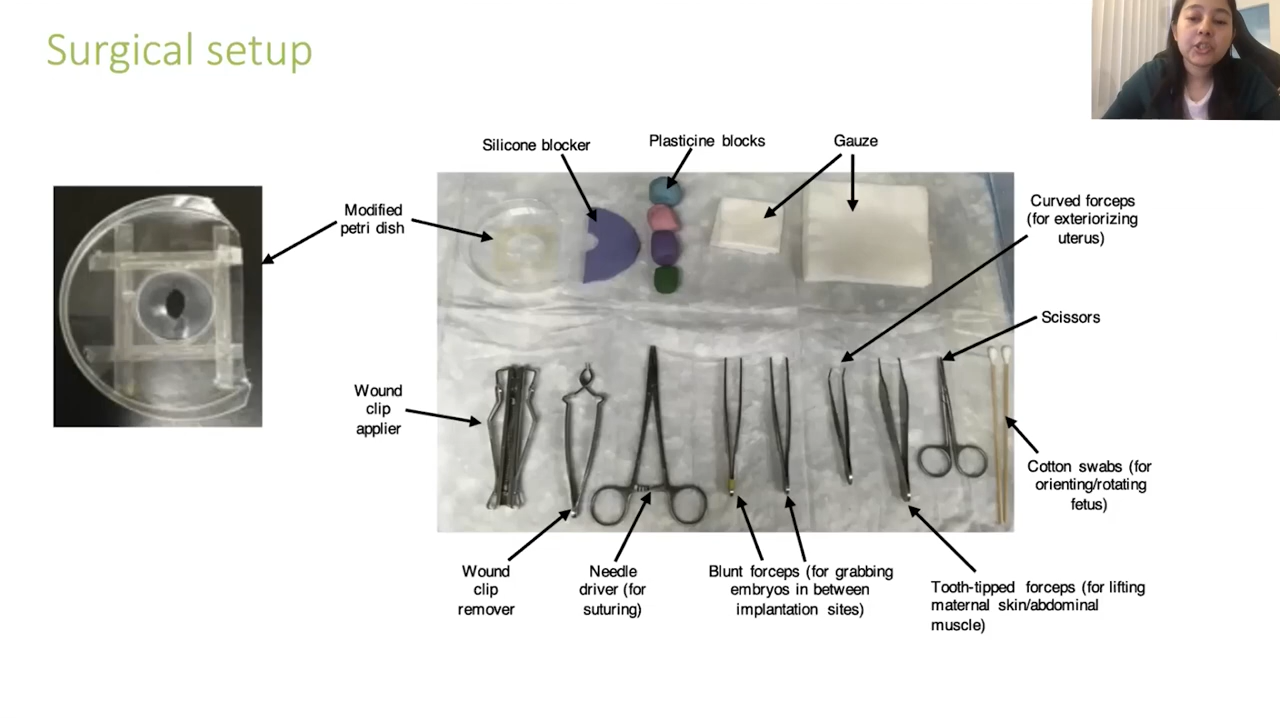 Surgical setup
Silicone blocker
Plasticine blocks
Gauze
Modified
petri dish
Curved forceps
(for exteriorizing
uterus)
Scissors
Wound
clip
applier
Cotton swabs (for
orienting/rotating
fetus)
Wound
clip
remover
Needle
driver (for
suturing)
Blunt forceps (for grabbing
embryos in between
implantation sites)
Tooth-tipped forceps (for lifting
maternal skin/abdominal
muscle)